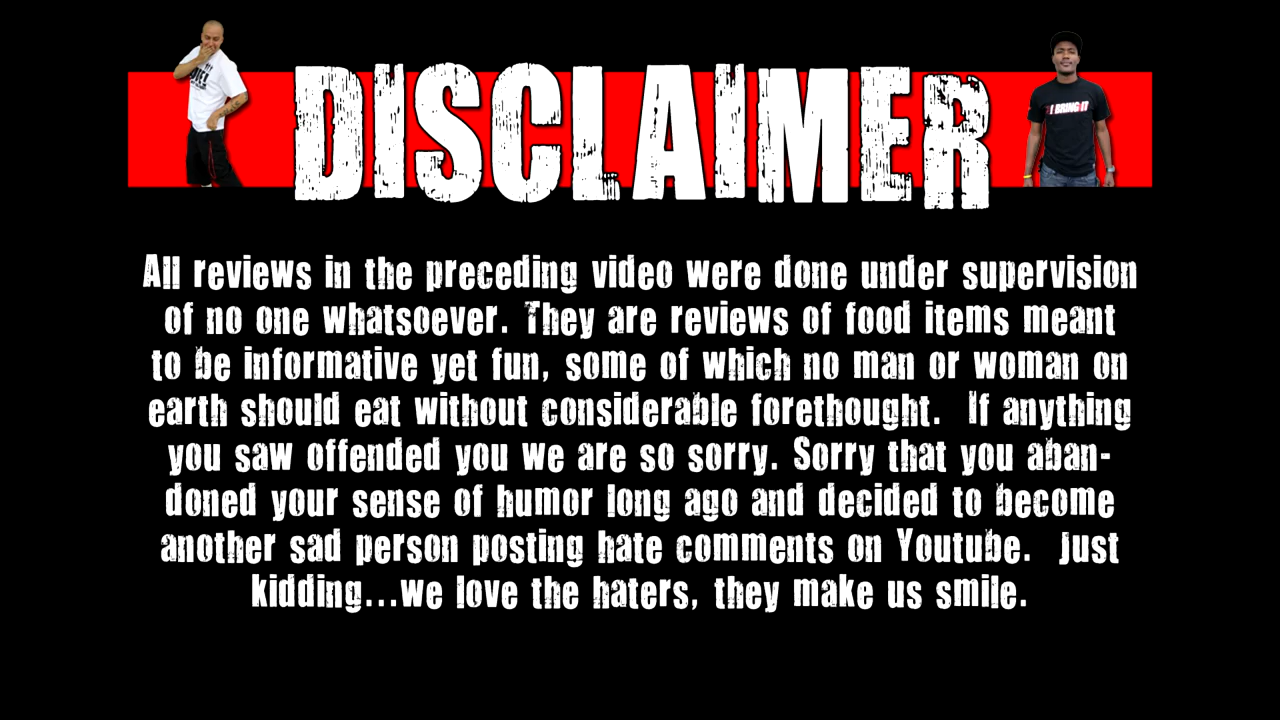 DISCLAIMER
I BRING IT
All reviews in the preceding video were done under supervision
of no one whatsoever. They are reviews of food items meant
to be informative yet fun, some of which no man or woman on
earth should eat without considerable forethought. If anything
you saw offended you we are so sorry. Sorry that you aban-
doned your sense of humor long ago and decided to become
another sad person posting hate comments on Youtube. Just
kidding...we love the haters, they make us smile.